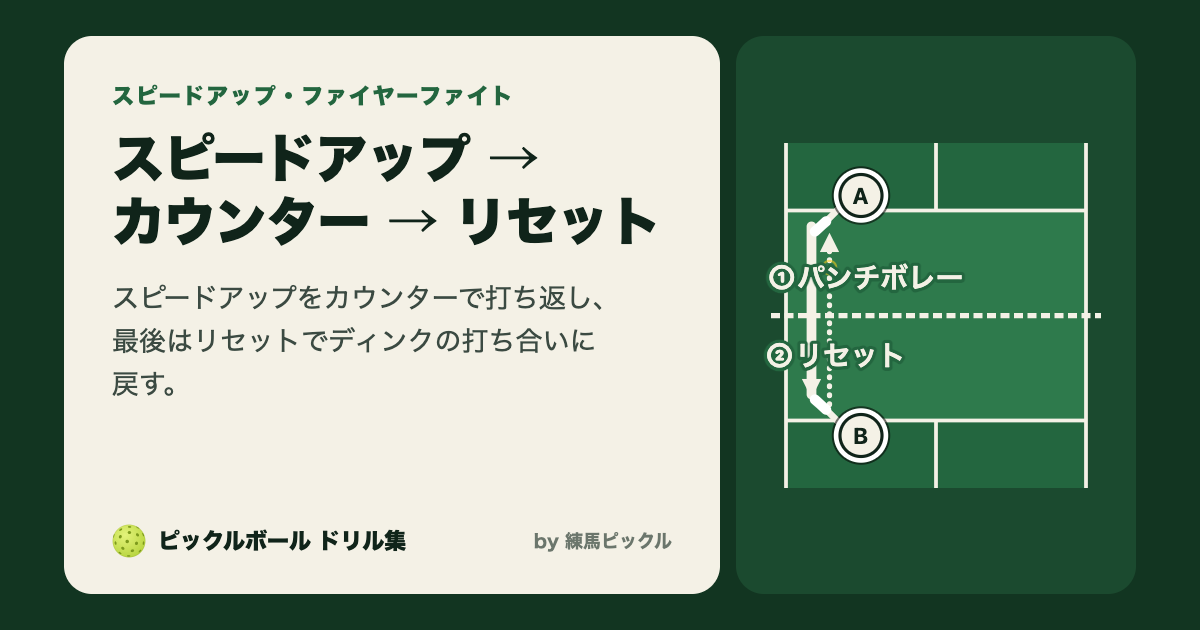 スピードアップ・ファイヤーファイト
スピードアップ →
カウンター → リセット
スピードアップをカウンターで打ち返し、
最後はリセットでディンクの打ち合いに
戻す。
ピックルボール ドリル集
by 練馬ピックル
A
①パンチボレー
②リセット
B